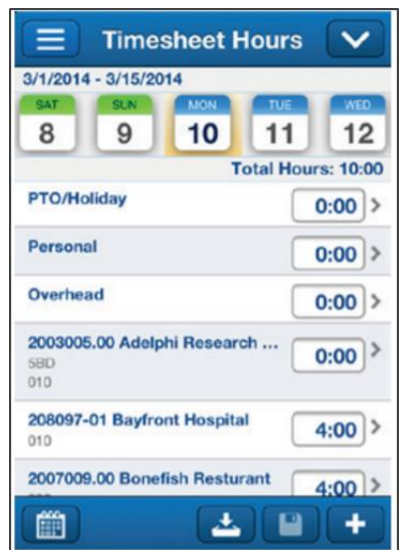 Timesheet Hours
3/1/2014 - 3/15/2014
SAT SUN MON TUE WED
8 9 10 11 12
Total Hours: 10:00
PTO/Holiday 0:00
Personal 0:00
Overhead 0:00
2003005.00 Adelphi Research ... 0:00
5BD
010
208097-01 Bayfront Hospital 4:00
010
2007009.00 Bonefish Resturant 4:00